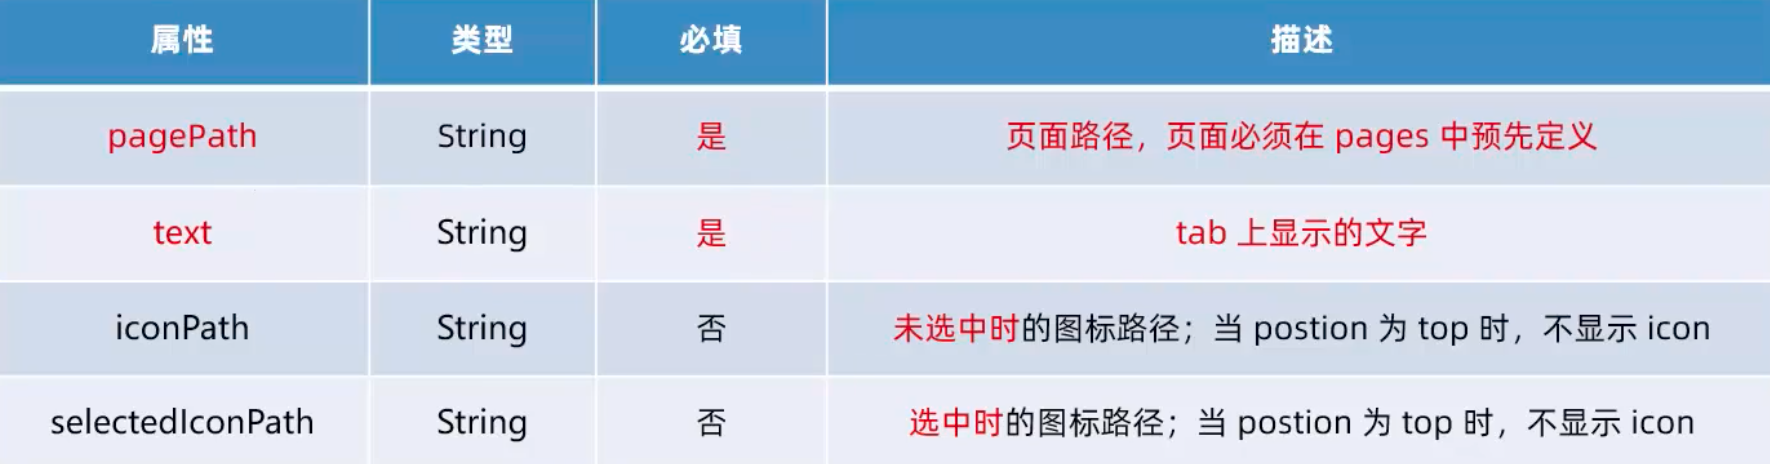 属性 类型 必填 描述
pagePath String 是 页面路径，页面必须在 pages 中预先定义
text String 是 tab 上显示的文字
iconPath String 否 未选中时的图标路径；当 postion 为 top 时，不显示 icon
selectedIconPath String 否 选中时的图标路径；当 postion 为 top 时，不显示 icon